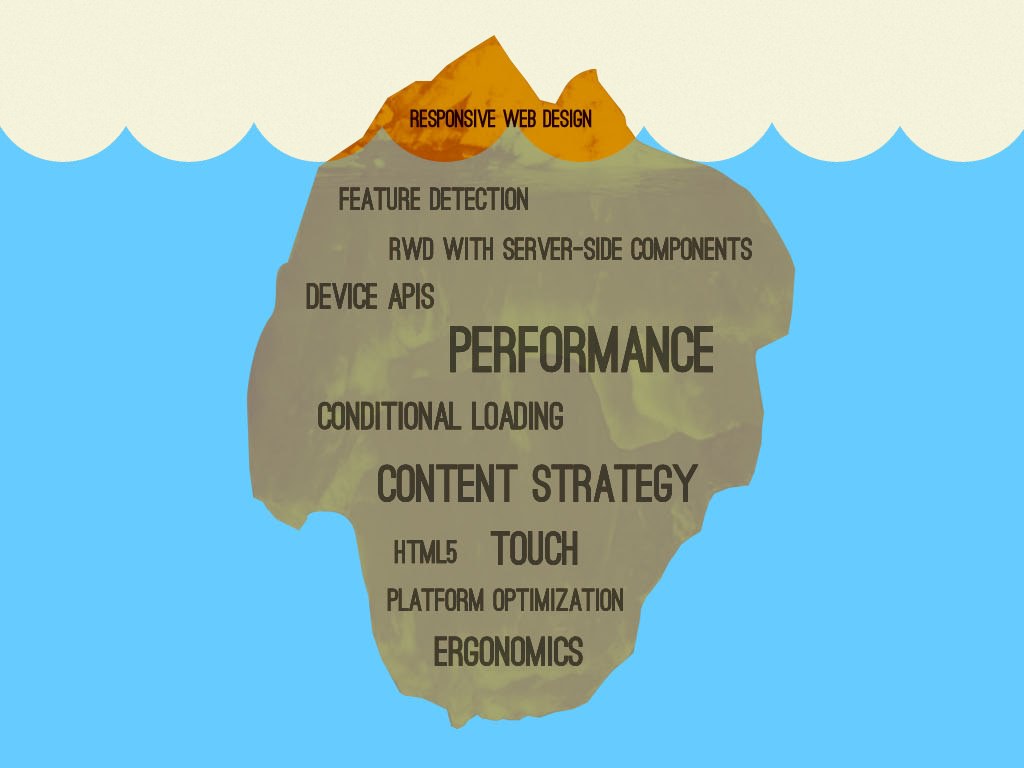 RESPONSIVE WEB DESIGN
FEATURE DETECTION
RWD WITH SERVER-SIDE COMPONENTS
DEVICE APIS
PERFORMANCE
CONDITIONAL LOADING
CONTENT STRATEGY
HTML5 TOUCH
PLATFORM OPTIMIZATION
ERGONOMICS